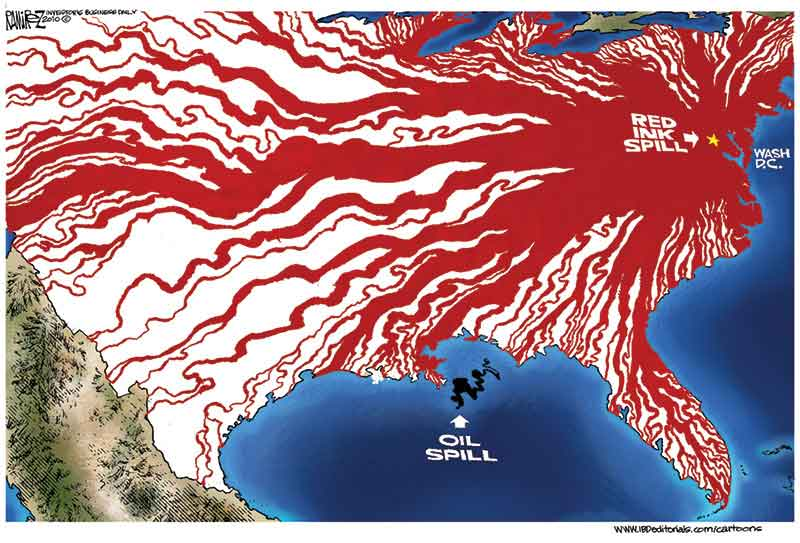 RAMIREZ INVESTOR'S BUSINESS DAILY
2010 ©
RED
INK
SPILL
WASH
D.C.
OIL
SPILL
www.IBDeditorials.com/cartoons